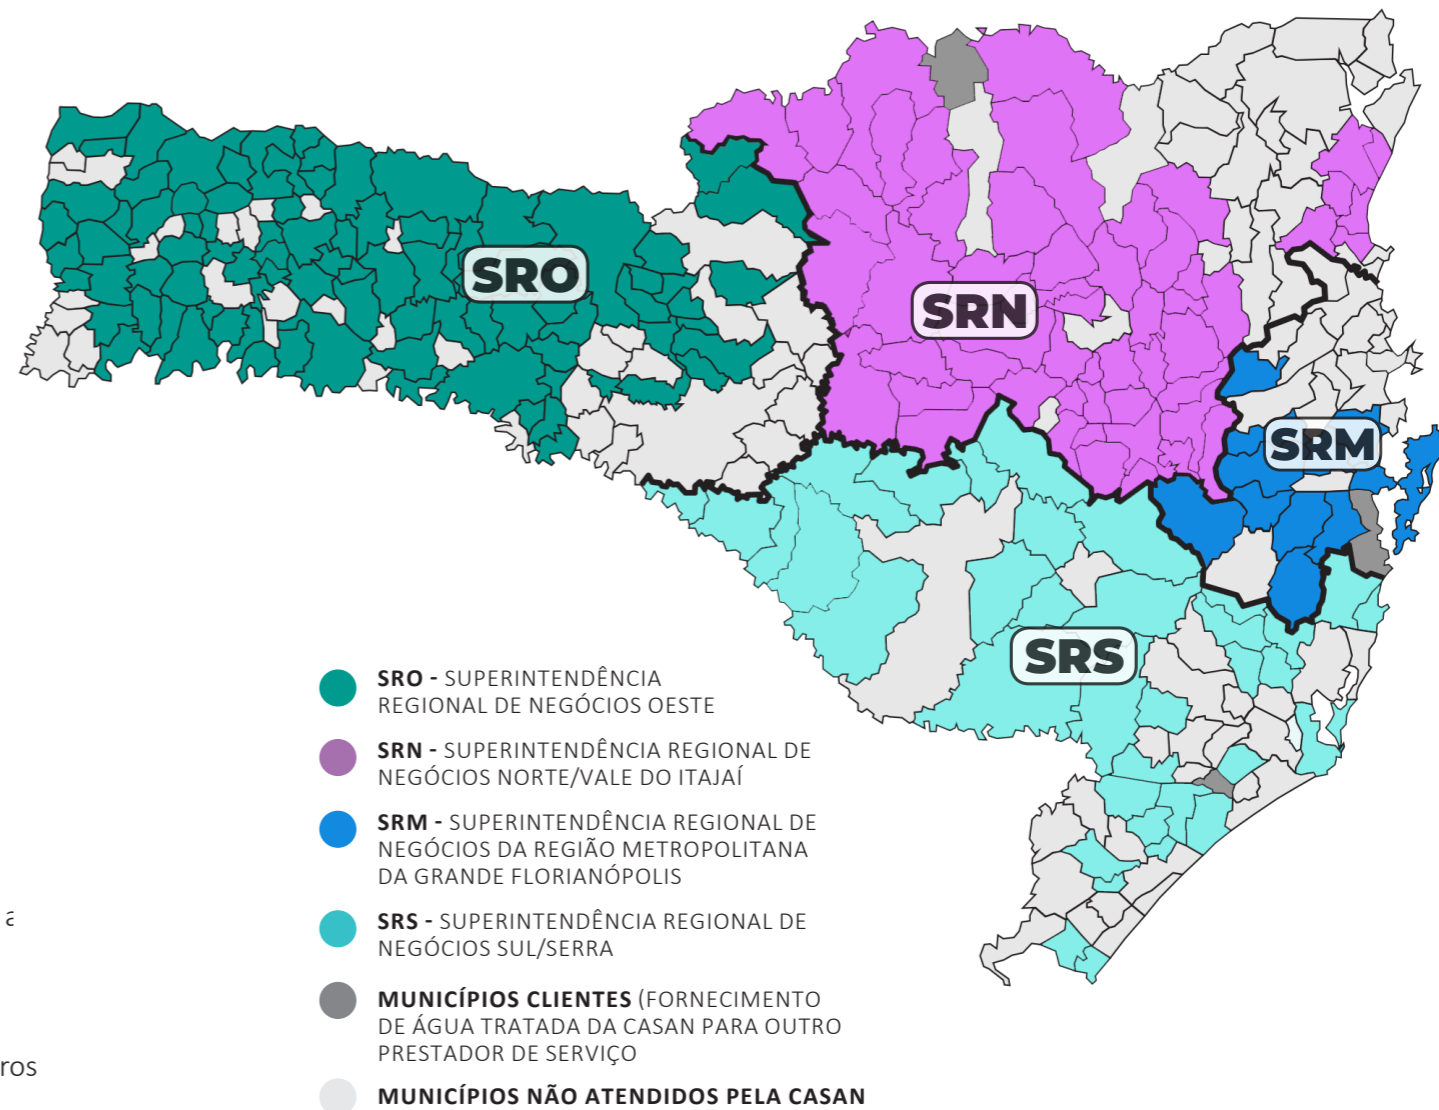 SRO
SRN
SRM
SRS
SRO - SUPERINTENDÊNCIA
REGIONAL DE NEGÓCIOS OESTE
SRN - SUPERINTENDÊNCIA REGIONAL DE
NEGÓCIOS NORTE/VALE DO ITAJAÍ
SRM - SUPERINTENDÊNCIA REGIONAL DE
NEGÓCIOS DA REGIÃO METROPOLITANA
DA GRANDE FLORIANÓPOLIS
SRS - SUPERINTENDÊNCIA REGIONAL DE
NEGÓCIOS SUL/SERRA
MUNICÍPIOS CLIENTES (FORNECIMENTO
DE ÁGUA TRATADA DA CASAN PARA OUTRO
PRESTADOR DE SERVIÇO
ros
MUNICÍPIOS NÃO ATENDIDOS PELA CASAN